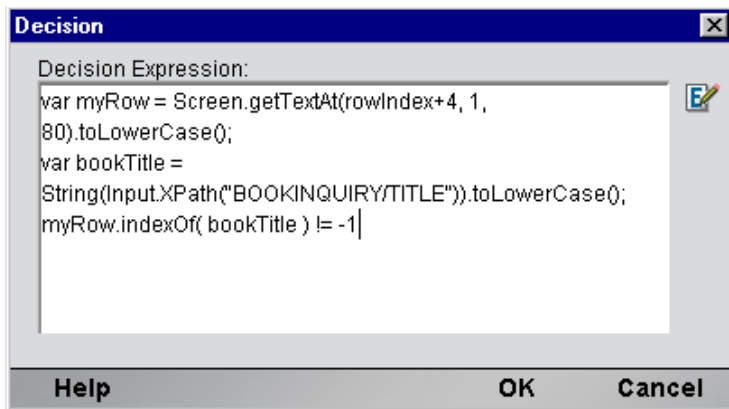 Decision
Decision Expression:
var myRow = Screen.getTextAt(rowIndex+4, 1,
80).toLowerCase();
var bookTitle =
String(Input.XPath("BOOKINQUIRY/TITLE")).toLowerCase();
myRow.indexOf( bookTitle ) != -1
E
Help OK Cancel